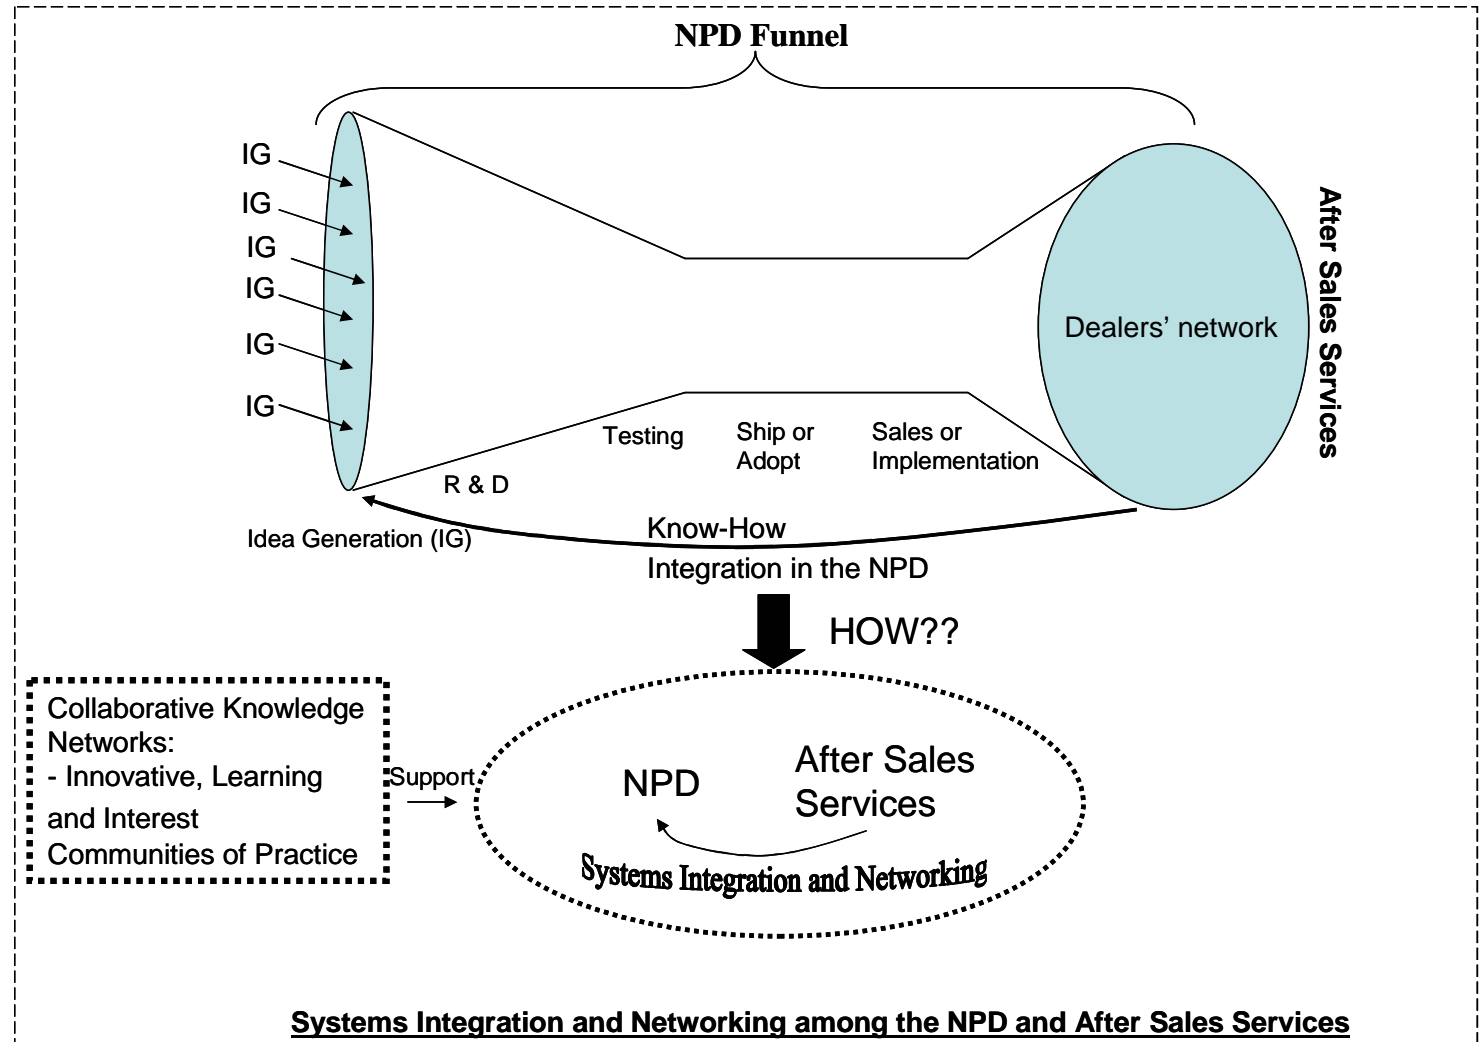 NPD Funnel
IG
IG
IG
IG
IG
IG
Dealers' network
After Sales Services
Testing
Ship or
Adopt
Sales or
Implementation
R & D
Idea Generation (IG)
Know-How
Integration in the NPD
HOW??
Collaborative Knowledge
Networks:
- Innovative, Learning
and Interest
Communities of Practice
Support
NPD
After Sales
Services
Systems Integration and Networking
Systems Integration and Networking among the NPD and After Sales Services